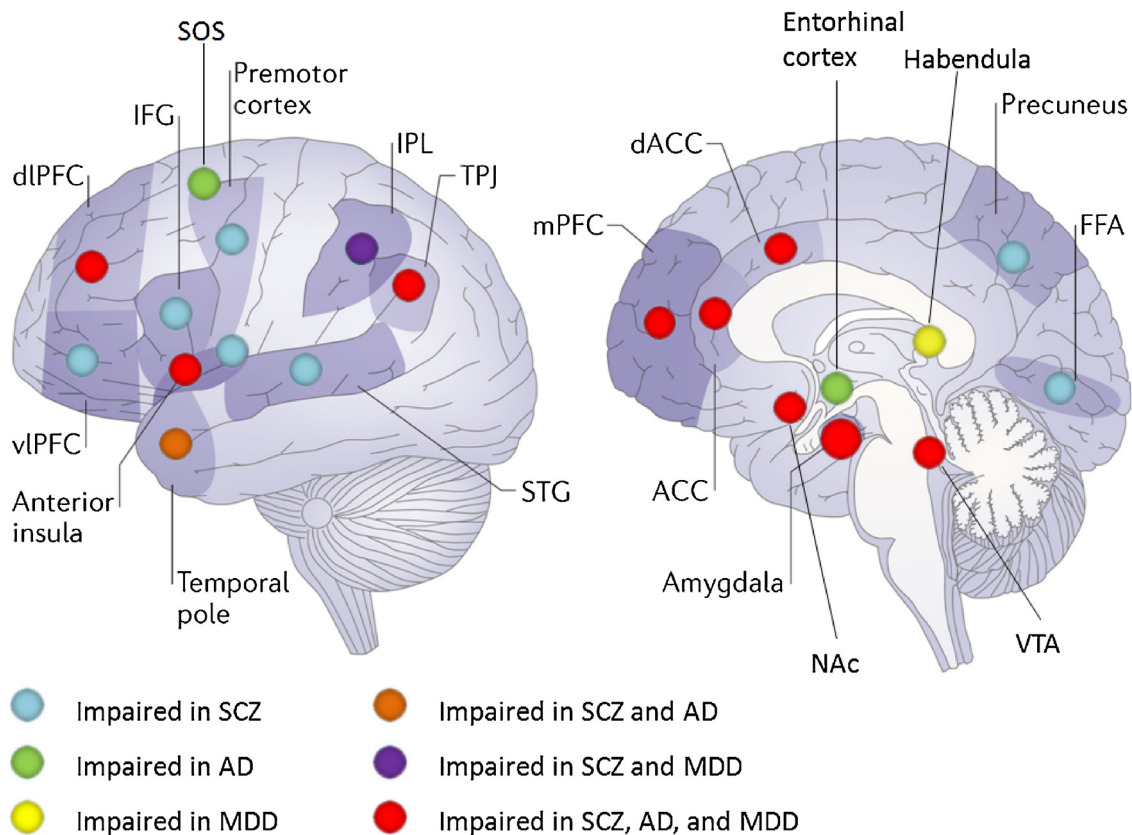 SOS
Premotor
cortex
IFG
IPL
dlPFC
TPJ
vlPFC
Anterior
insula
STG
Temporal
pole
Entorhinal
cortex
Habendula
Precuneus
dACC
mPFC
FFA
ACC
Amygdala
NAc
VTA
Impaired in SCZ
Impaired in AD
Impaired in MDD
Impaired in SCZ and AD
Impaired in SCZ and MDD
Impaired in SCZ, AD, and MDD